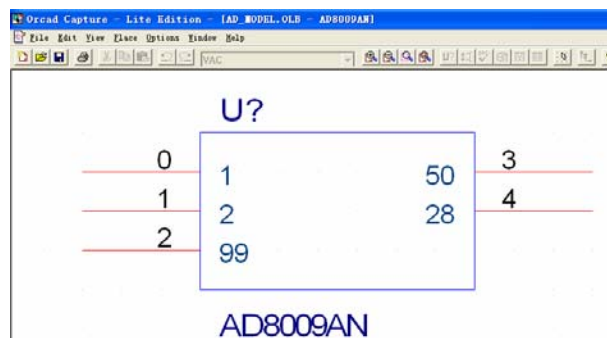 Orcad Capture - Lite Edition - [AD_MODEL.OLB - AD8009AN]
File Edit View Place Options Window Help
VAC
U?
0 1 50 3
1 2 28 4
2 99
AD8009AN